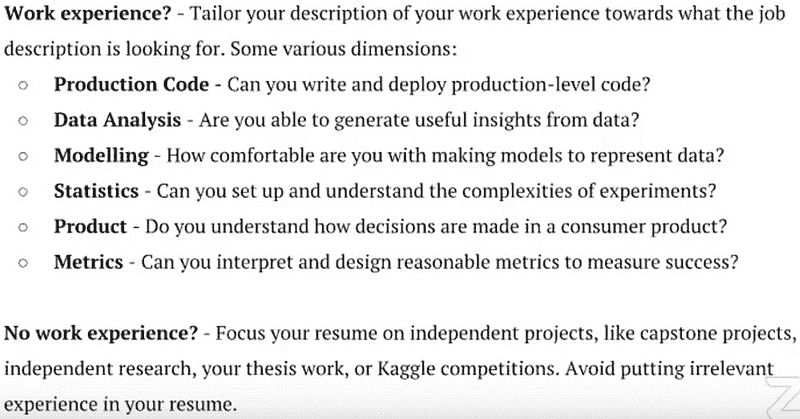 Work experience? - Tailor your description of your work experience towards what the job
description is looking for. Some various dimensions:
○ Production Code - Can you write and deploy production-level code?
○ Data Analysis - Are you able to generate useful insights from data?
○ Modelling - How comfortable are you with making models to represent data?
○ Statistics - Can you set up and understand the complexities of experiments?
○ Product - Do you understand how decisions are made in a consumer product?
○ Metrics - Can you interpret and design reasonable metrics to measure success?
No work experience? - Focus your resume on independent projects, like capstone projects,
independent research, your thesis work, or Kaggle competitions. Avoid putting irrelevant
experience in your resume.